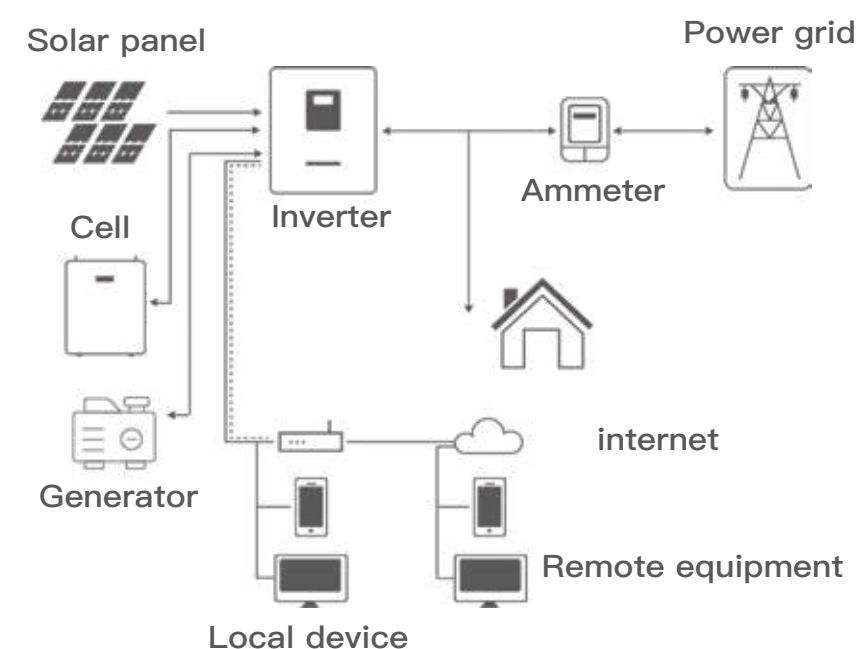 Solar panel
Power grid
Inverter
Ammeter
Cell
internet
Generator
Remote equipment
Local device